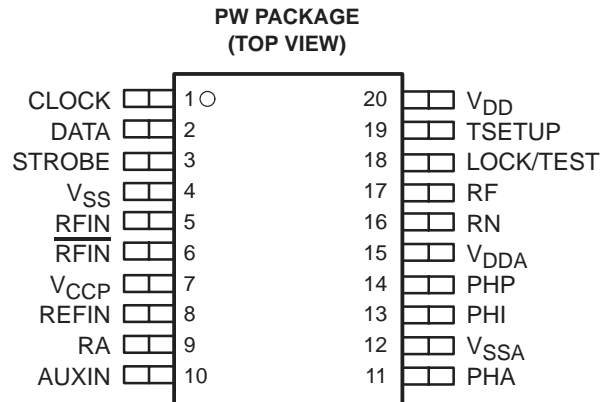 PW PACKAGE
(TOP VIEW)
CLOCK 1 20 VDD
DATA 2 19 TSETUP
STROBE 3 18 LOCK/TEST
VSS 4 17 RF
RFIN 5 16 RN
R̅F̅I̅N̅ 6 15 VDDA
VCCP 7 14 PHP
REFIN 8 13 PHI
RA 9 12 VSSA
AUXIN 10 11 PHA